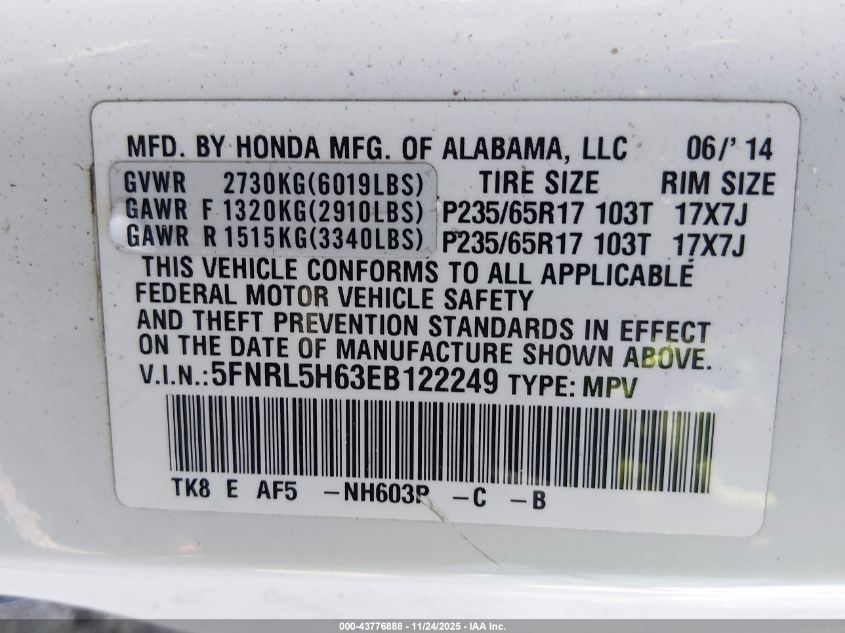 MFD. BY HONDA MFG. OF ALABAMA, LLC 06/' 14
GVWR 2730KG(6019LBS) TIRE SIZE RIM SIZE
GAWR F 1320KG(2910LBS) P235/65R17 103T 17X7J
GAWR R 1515KG(3340LBS) P235/65R17 103T 17X7J
THIS VEHICLE CONFORMS TO ALL APPLICABLE
FEDERAL MOTOR VEHICLE SAFETY
AND THEFT PREVENTION STANDARDS IN EFFECT
ON THE DATE OF MANUFACTURE SHOWN ABOVE.
V.I.N.:5FNRL5H63EB122249 TYPE: MPV
TK8 E AF5 -NH603P -C -B
000-43776888 - 11/24/2025 - IAA Inc.